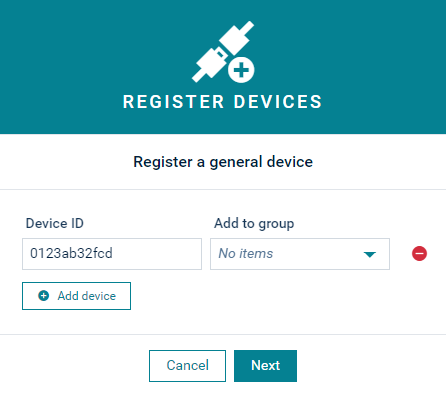 REGISTER DEVICES
Register a general device
Device ID Add to group
0123ab32fcd No items
Add device
Cancel Next